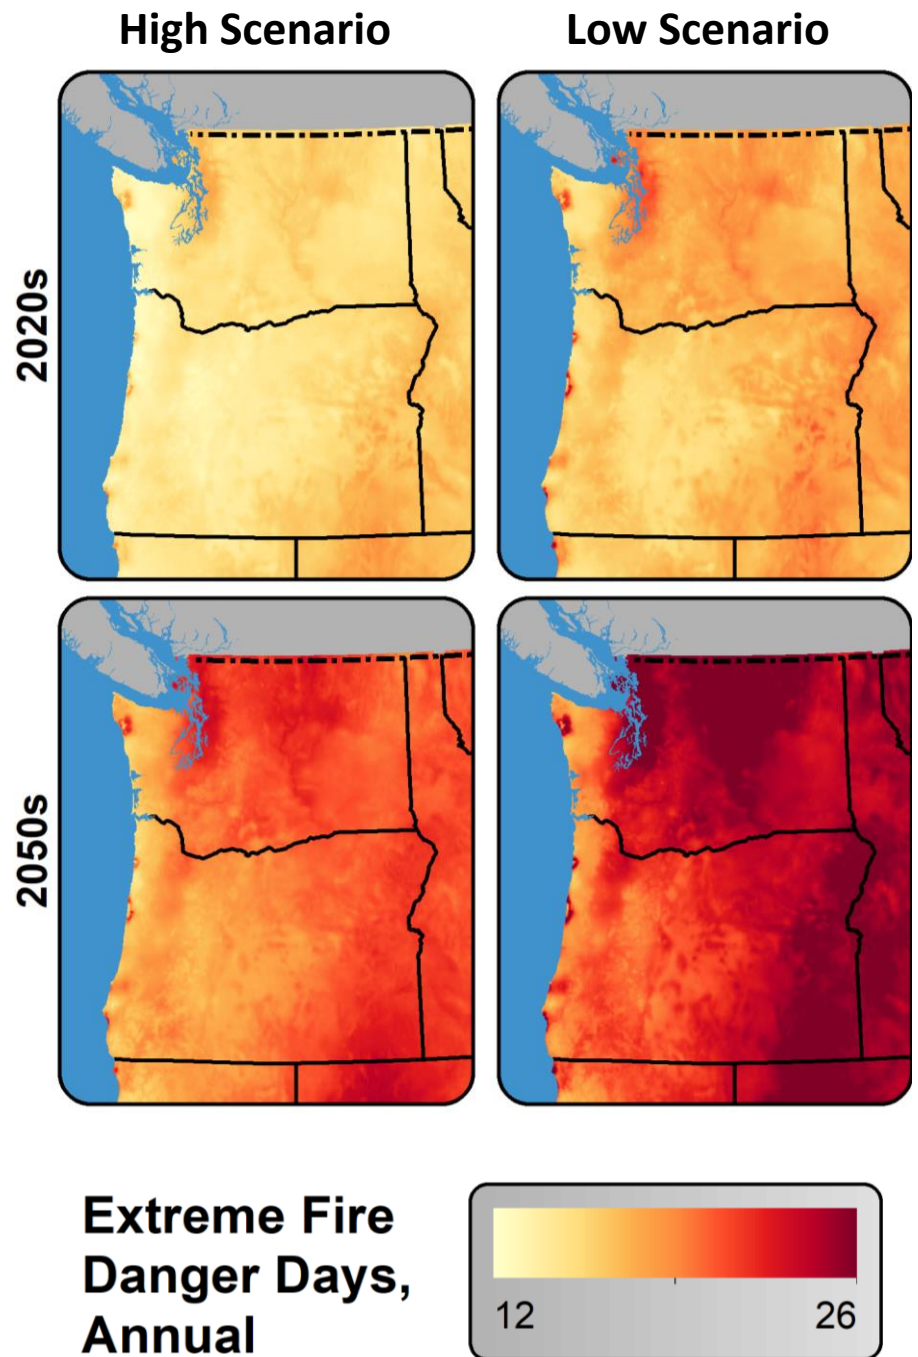 High Scenario
Low Scenario
2020s
2050s
Extreme Fire
Danger Days,
Annual
12
26